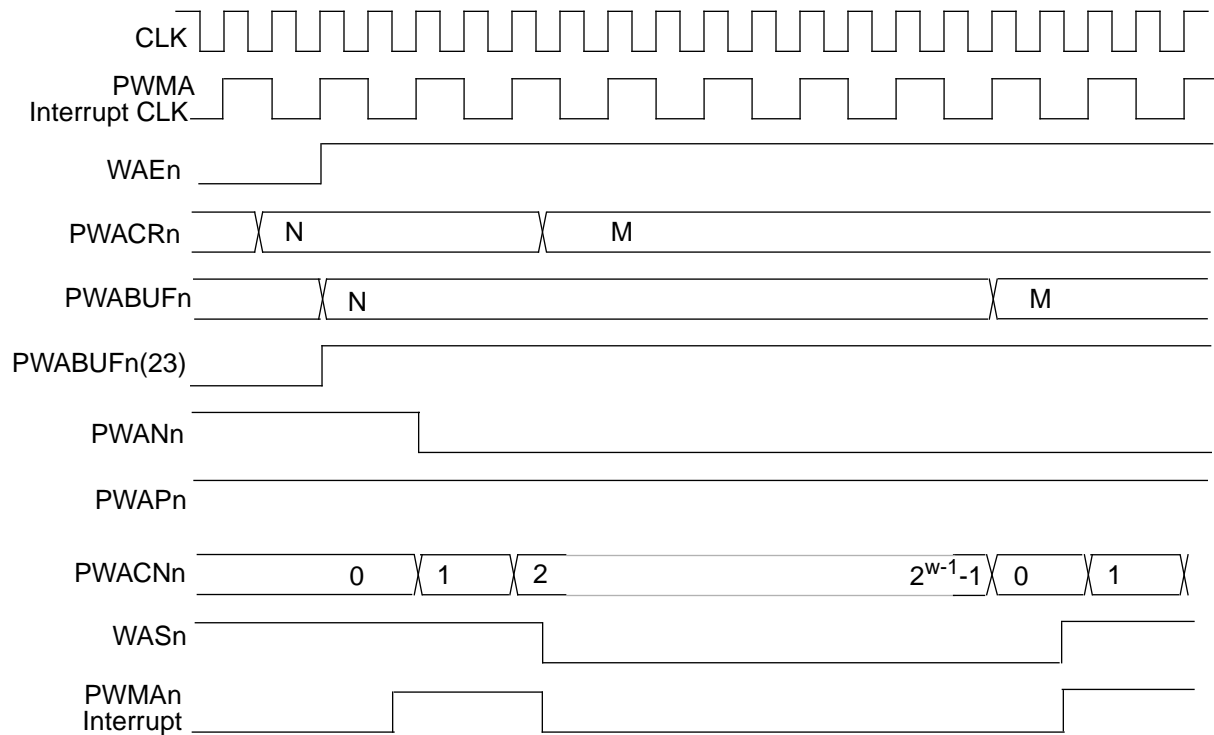 CLK
PWMA
Interrupt CLK
WAEn
PWACRn N M
PWABUFn N M
PWABUFn(23)
PWANn
PWAPn
PWACNn 0 1 2 2^w-1-1 0 1
WASn
PWMAn
Interrupt